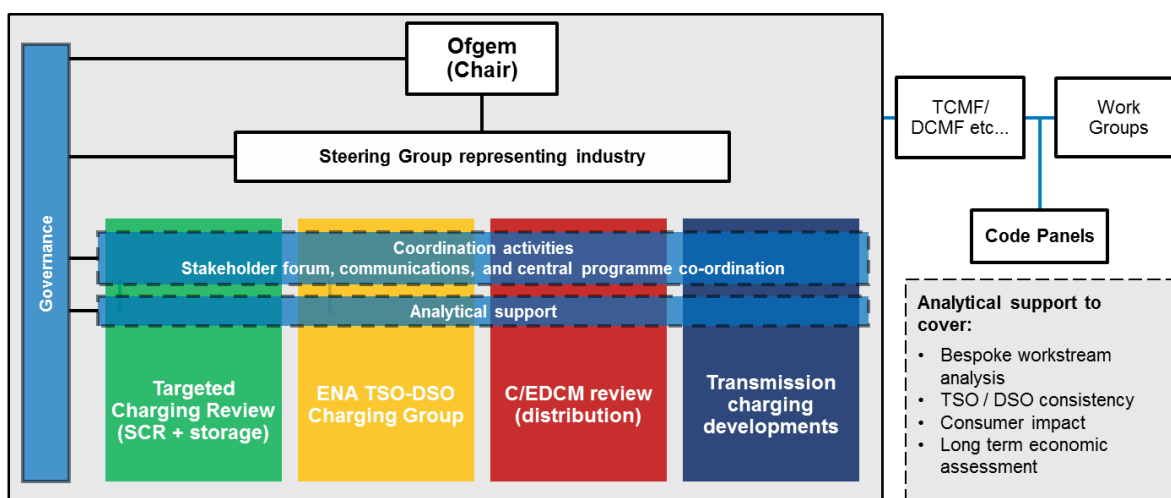 Ofgem
(Chair)
Steering Group representing industry
Governance
Coordination activities
Stakeholder forum, communications, and central programme co-ordination
Analytical support
Targeted
Charging Review
(SCR + storage)
ENA TSO-DSO
Charging Group
C/EDCM review
(distribution)
Transmission
charging
developments
TCMF/
DCMF etc...
Work
Groups
Code Panels
Analytical support to
cover:
• Bespoke workstream
analysis
• TSO / DSO consistency
• Consumer impact
• Long term economic
assessment